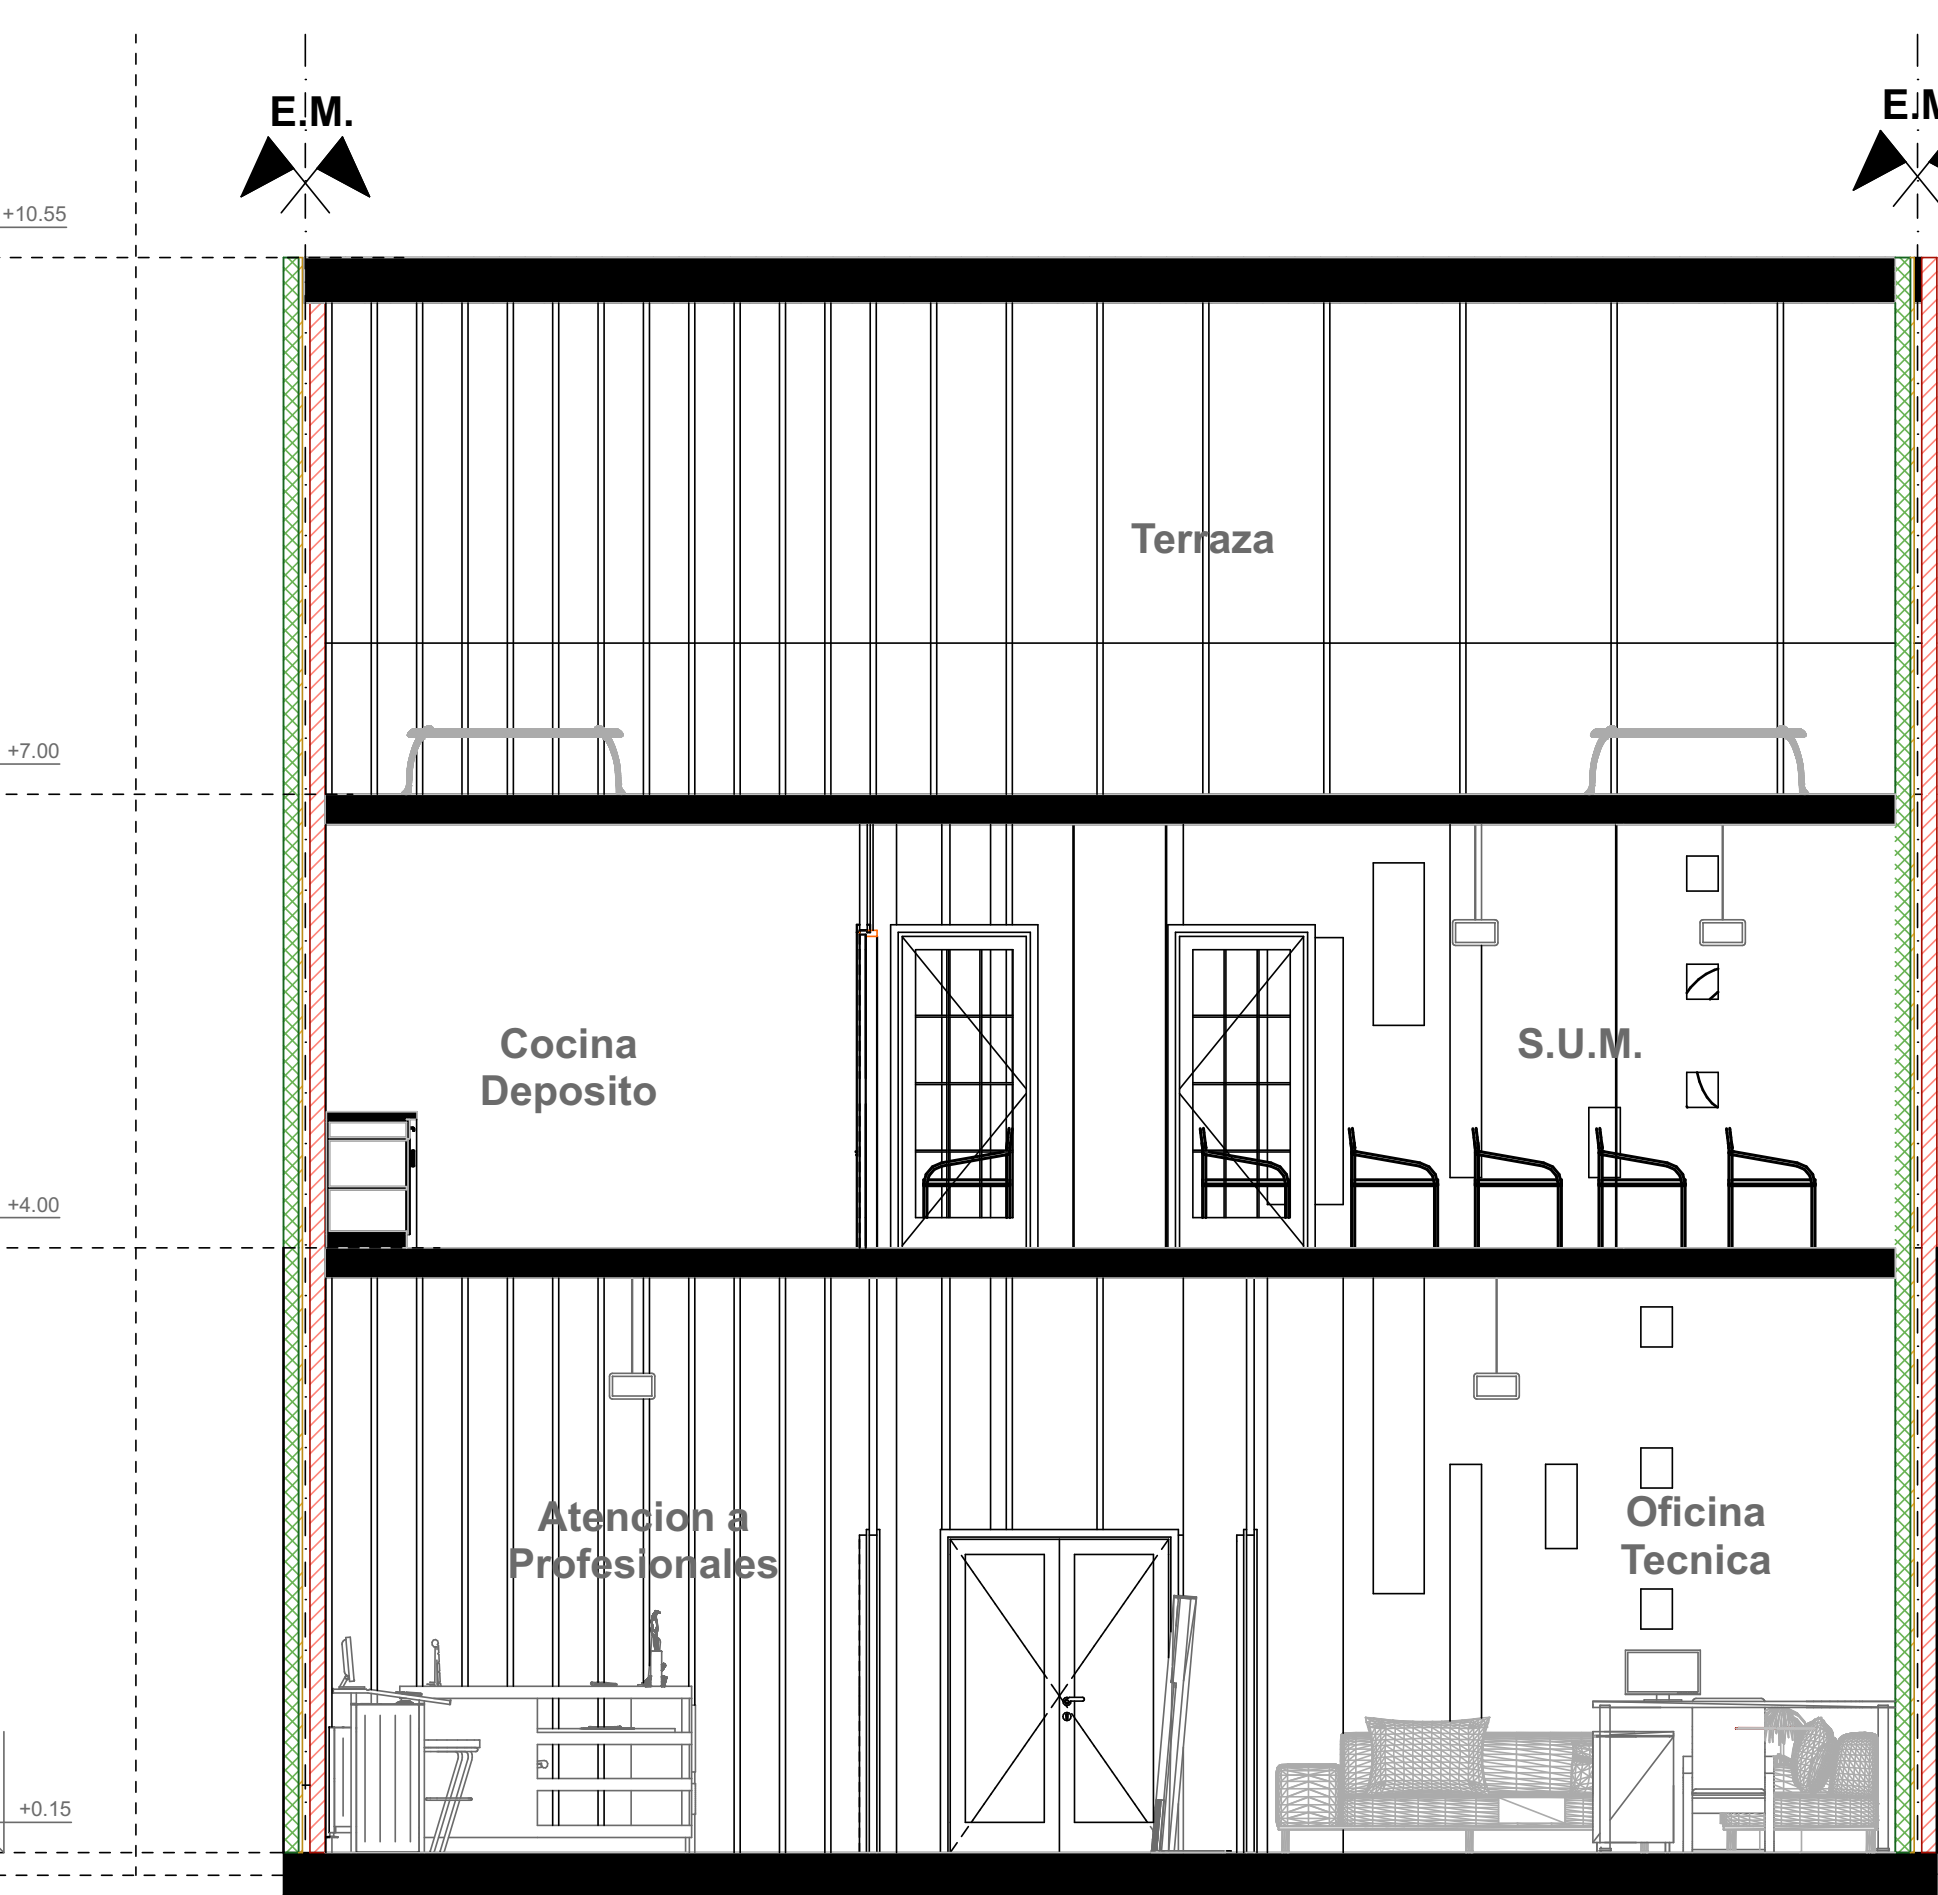 E.M.
E.M
+10.55
Terraza
+7.00
Cocina
Deposito
S.U.M.
+4.00
Atencion a
Profesionales
Oficina
Tecnica
+0.15